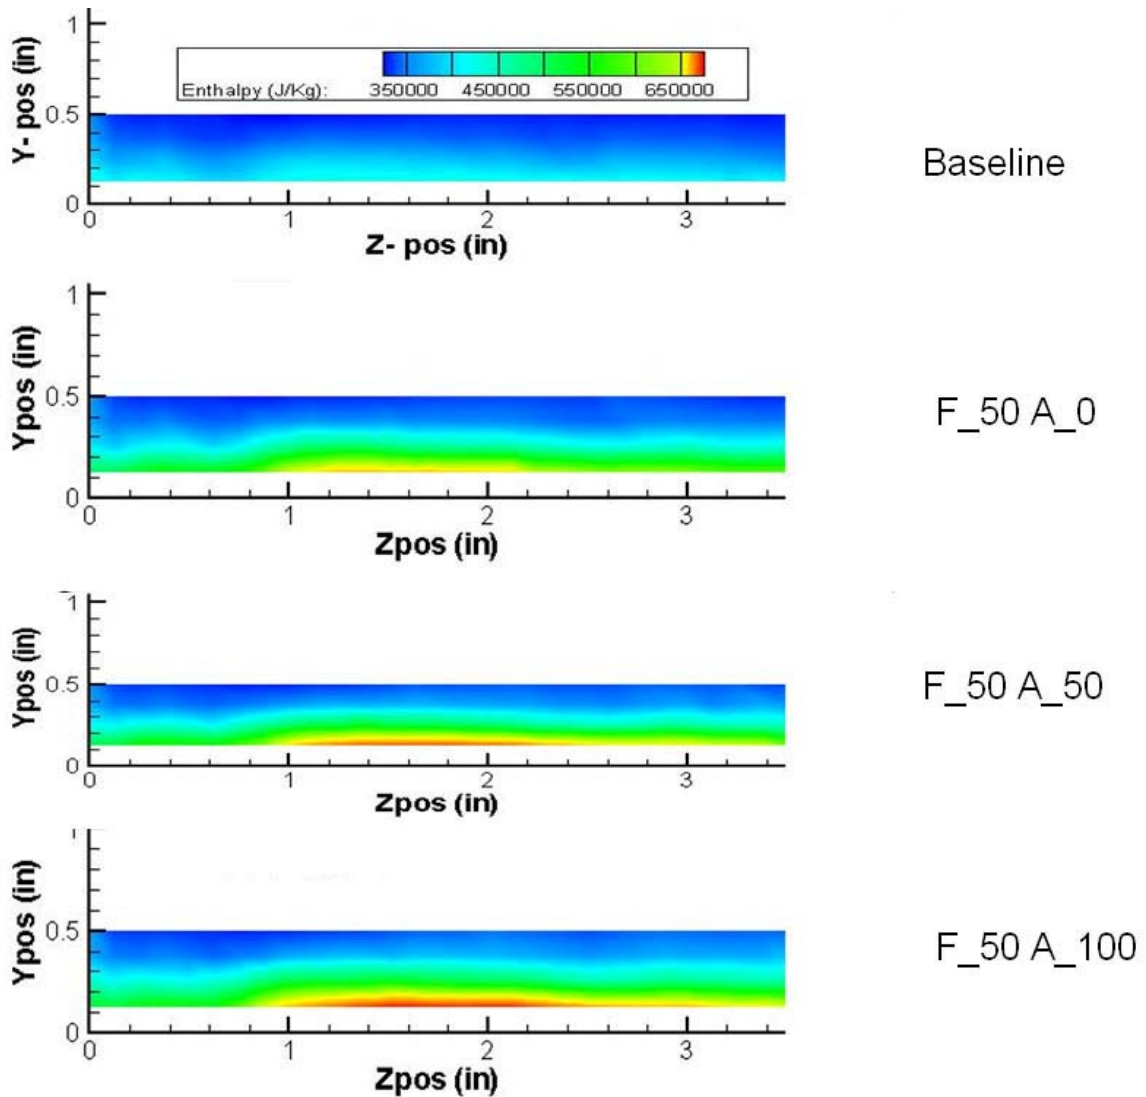 1
Enthalpy (J/Kg): 350000 450000 550000 650000
0.5
Y- pos (in)
Baseline
0
0 1 2 3
Z- pos (in)
1
0.5
Ypos (in)
F_50 A_0
0
0 1 2 3
Zpos (in)
1
0.5
Ypos (in)
F_50 A_50
0
0 1 2 3
Zpos (in)
1
0.5
Ypos (in)
F_50 A_100
0
0 1 2 3
Zpos (in)